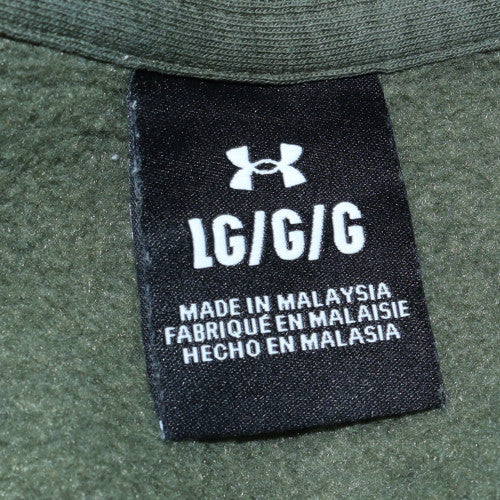 LG/G/G
MADE IN MALAYSIA
FABRIQUÉ EN MALAISIE
HECHO EN MALASIA